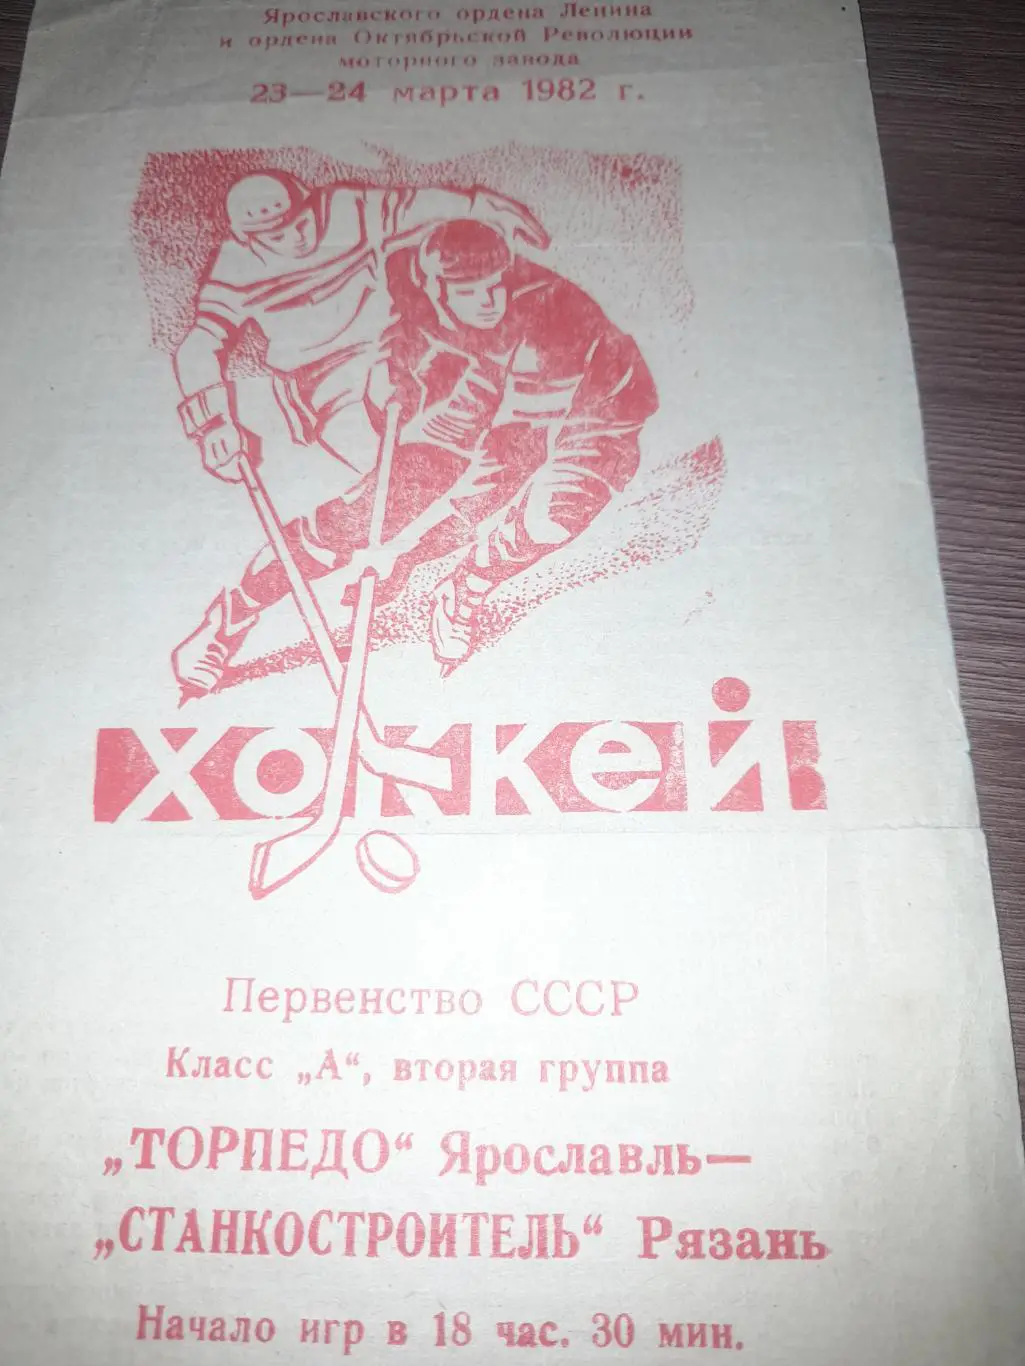 Ярославского ордена Ленина
и ордена Октябрьской Революции
моторного завода
23—24 марта 1982 г.
хоккей
Первенство СССР
Класс „А“, вторая группа
„ТОРПЕДО“ Ярославль—
„СТАНКОСТРОИТЕЛЬ“ Рязань
Начало игр в 18 час. 30 мин.